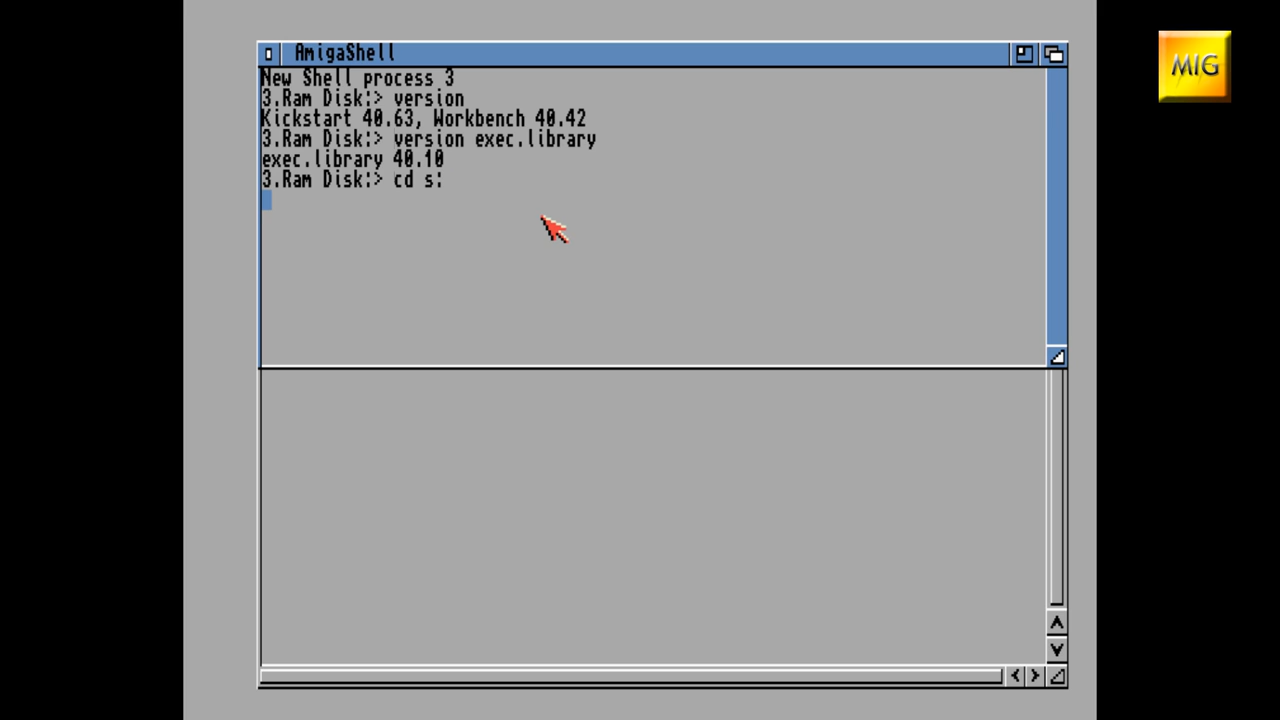 AmigaShell
MIG
New Shell process 3
3.Ram Disk:> version
Kickstart 40.63, Workbench 40.42
3.Ram Disk:> version exec.library
exec.library 40.10
3.Ram Disk:> cd s: